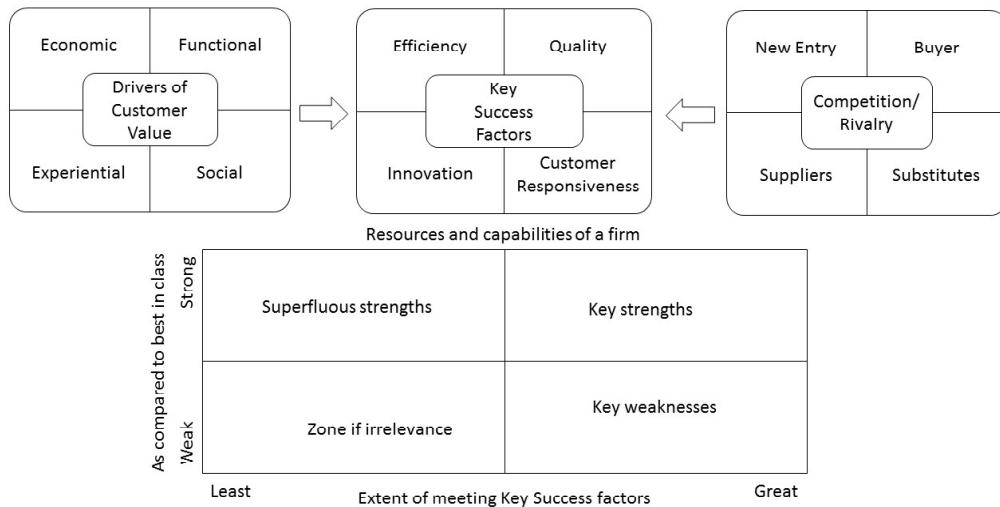 Economic
Functional
Drivers of
Customer
Value
Experiential
Social
Efficiency
Quality
Key
Success
Factors
Innovation
Customer
Responsiveness
New Entry
Buyer
Competition/
Rivalry
Suppliers
Substitutes
Resources and capabilities of a firm
As compared to best in class
Strong
Weak
Superfluous strengths
Key strengths
Zone if irrelevance
Key weaknesses
Least
Great
Extent of meeting Key Success factors